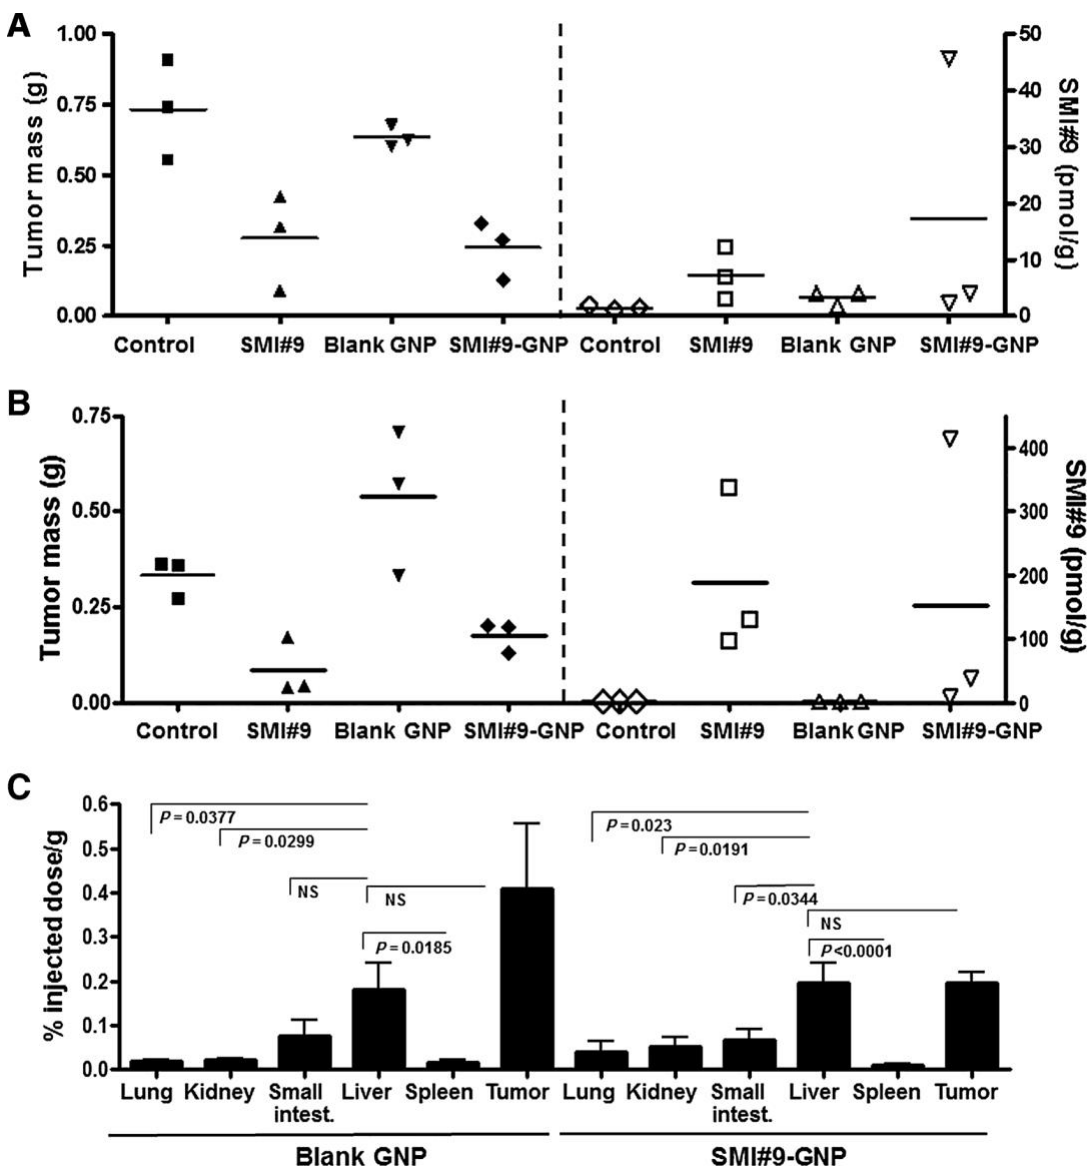 A
Tumor mass (g)
1.00
0.75
0.50
0.25
0.00
50
40
30
20
10
0
SMI#9 (pmol/g)
Control SMI#9 Blank GNP SMI#9-GNP Control SMI#9 Blank GNP SMI#9-GNP
B
Tumor mass (g)
0.75
0.50
0.25
0.00
400
300
200
100
0
SMI#9 (pmol/g)
Control SMI#9 Blank GNP SMI#9-GNP Control SMI#9 Blank GNP SMI#9-GNP
C
% injected dose/g
0.6
0.5
0.4
0.3
0.2
0.1
0.0
P = 0.0377
P = 0.0299
NS
NS
P = 0.0185
P = 0.023
P = 0.0191
P = 0.0344
NS
P <0.0001
Lung Kidney Small intest. Liver Spleen Tumor Lung Kidney Small intest. Liver Spleen Tumor
Blank GNP SMI#9-GNP